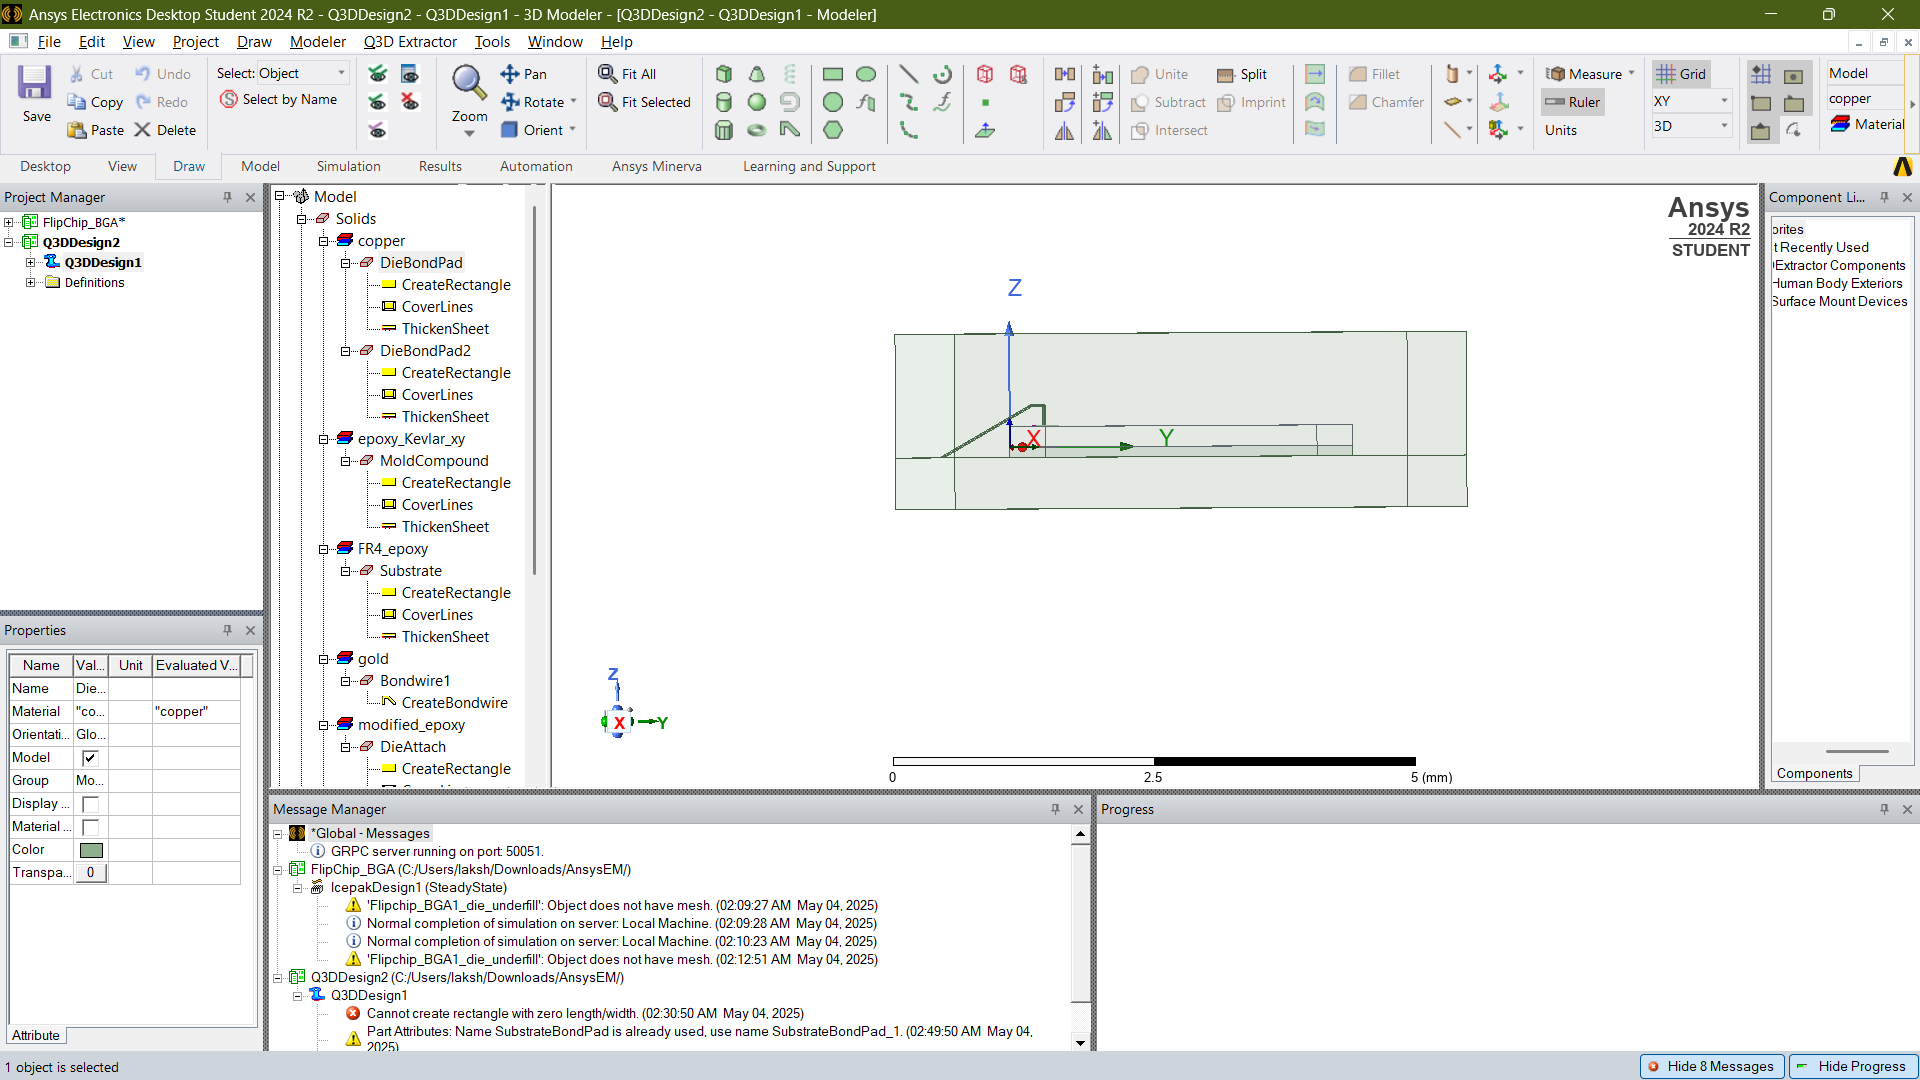 Ansys Electronics Desktop Student 2024 R2 - Q3DDesign2 - Q3DDesign1 - 3D Modeler - [Q3DDesign2 - Q3DDesign1 - Modeler]
File Edit View Project Draw Modeler Q3D Extractor Tools Window Help
Save
Cut
Copy
Paste
Undo
Redo
Delete
Select: Object
Select by Name
Zoom
Pan
Rotate
Orient
Fit All
Fit Selected
Unite
Subtract
Intersect
Split
Imprint
Fillet
Chamfer
Measure
Ruler
Units
Grid
XY
3D
Model
copper
Material
Desktop View Draw Model Simulation Results Automation Ansys Minerva Learning and Support
Project Manager
FlipChip_BGA*
Q3DDesign2
Q3DDesign1
Definitions
Properties
Name Val... Unit Evaluated V...
Name Die...
Material "co... "copper"
Orientati... Glo...
Model
Group Mo...
Display ...
Material ...
Color
Transpa... 0
Attribute
Model
Solids
copper
DieBondPad
CreateRectangle
CoverLines
ThickenSheet
DieBondPad2
CreateRectangle
CoverLines
ThickenSheet
epoxy_Kevlar_xy
MoldCompound
CreateRectangle
CoverLines
ThickenSheet
FR4_epoxy
Substrate
CreateRectangle
CoverLines
ThickenSheet
gold
Bondwire1
CreateBondwire
modified_epoxy
DieAttach
CreateRectangle
Ansys
2024 R2
STUDENT
Z
X
Y
Z
X
Y
0 2.5 5 (mm)
Component Li...
orites
t Recently Used
Extractor Components
Human Body Exteriors
Surface Mount Devices
Components
Message Manager
*Global - Messages
GRPC server running on port: 50051.
FlipChip_BGA (C:/Users/laksh/Downloads/AnsysEM/)
IcepakDesign1 (SteadyState)
'Flipchip_BGA1_die_underfill': Object does not have mesh. (02:09:27 AM May 04, 2025)
Normal completion of simulation on server: Local Machine. (02:09:28 AM May 04, 2025)
Normal completion of simulation on server: Local Machine. (02:10:23 AM May 04, 2025)
'Flipchip_BGA1_die_underfill': Object does not have mesh. (02:12:51 AM May 04, 2025)
Q3DDesign2 (C:/Users/laksh/Downloads/AnsysEM/)
Q3DDesign1
Cannot create rectangle with zero length/width. (02:30:50 AM May 04, 2025)
Part Attributes: Name SubstrateBondPad is already used, use name SubstrateBondPad_1. (02:49:50 AM May 04,
2025)
Progress
1 object is selected
Hide 8 Messages
Hide Progress